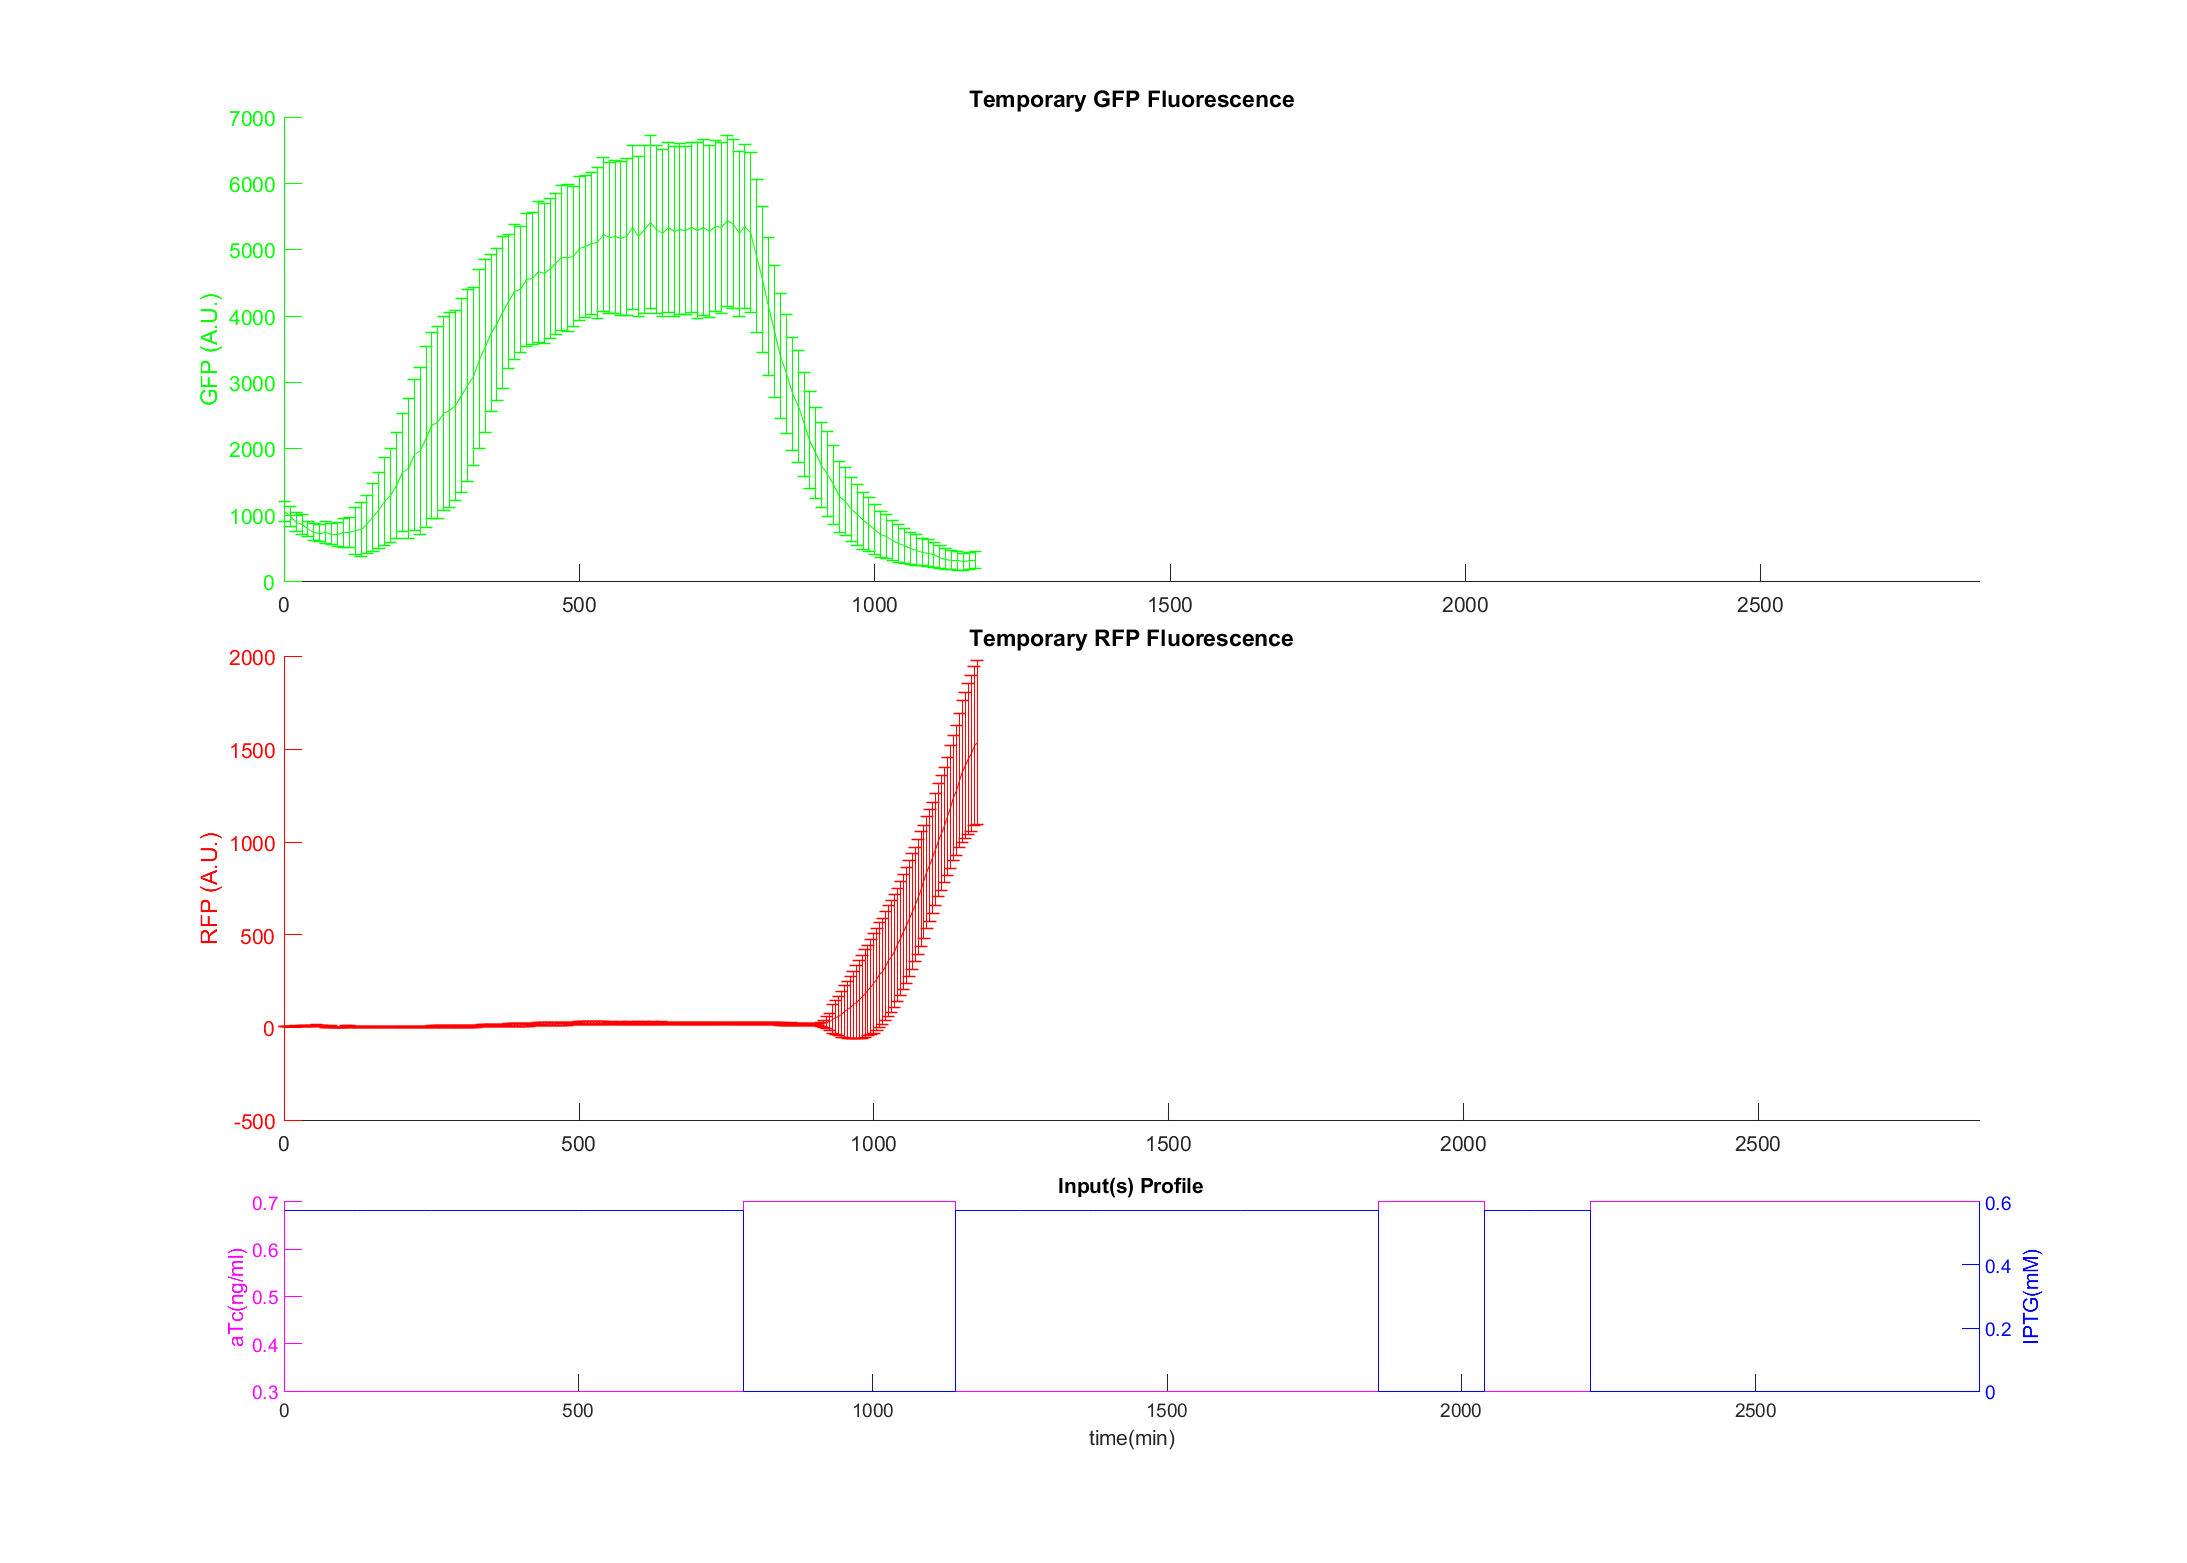 Temporary GFP Fluorescence
7000
6000
5000
4000
3000
2000
1000
0
GFP (A.U.)
0 500 1000 1500 2000 2500
Temporary RFP Fluorescence
2000
1500
1000
500
0
-500
RFP (A.U.)
0 500 1000 1500 2000 2500
Input(s) Profile
0.7
0.6
0.5
0.4
0.3
aTc(ng/ml)
0.6
0.4
0.2
0
IPTG(mM)
0 500 1000 1500 2000 2500
time(min)